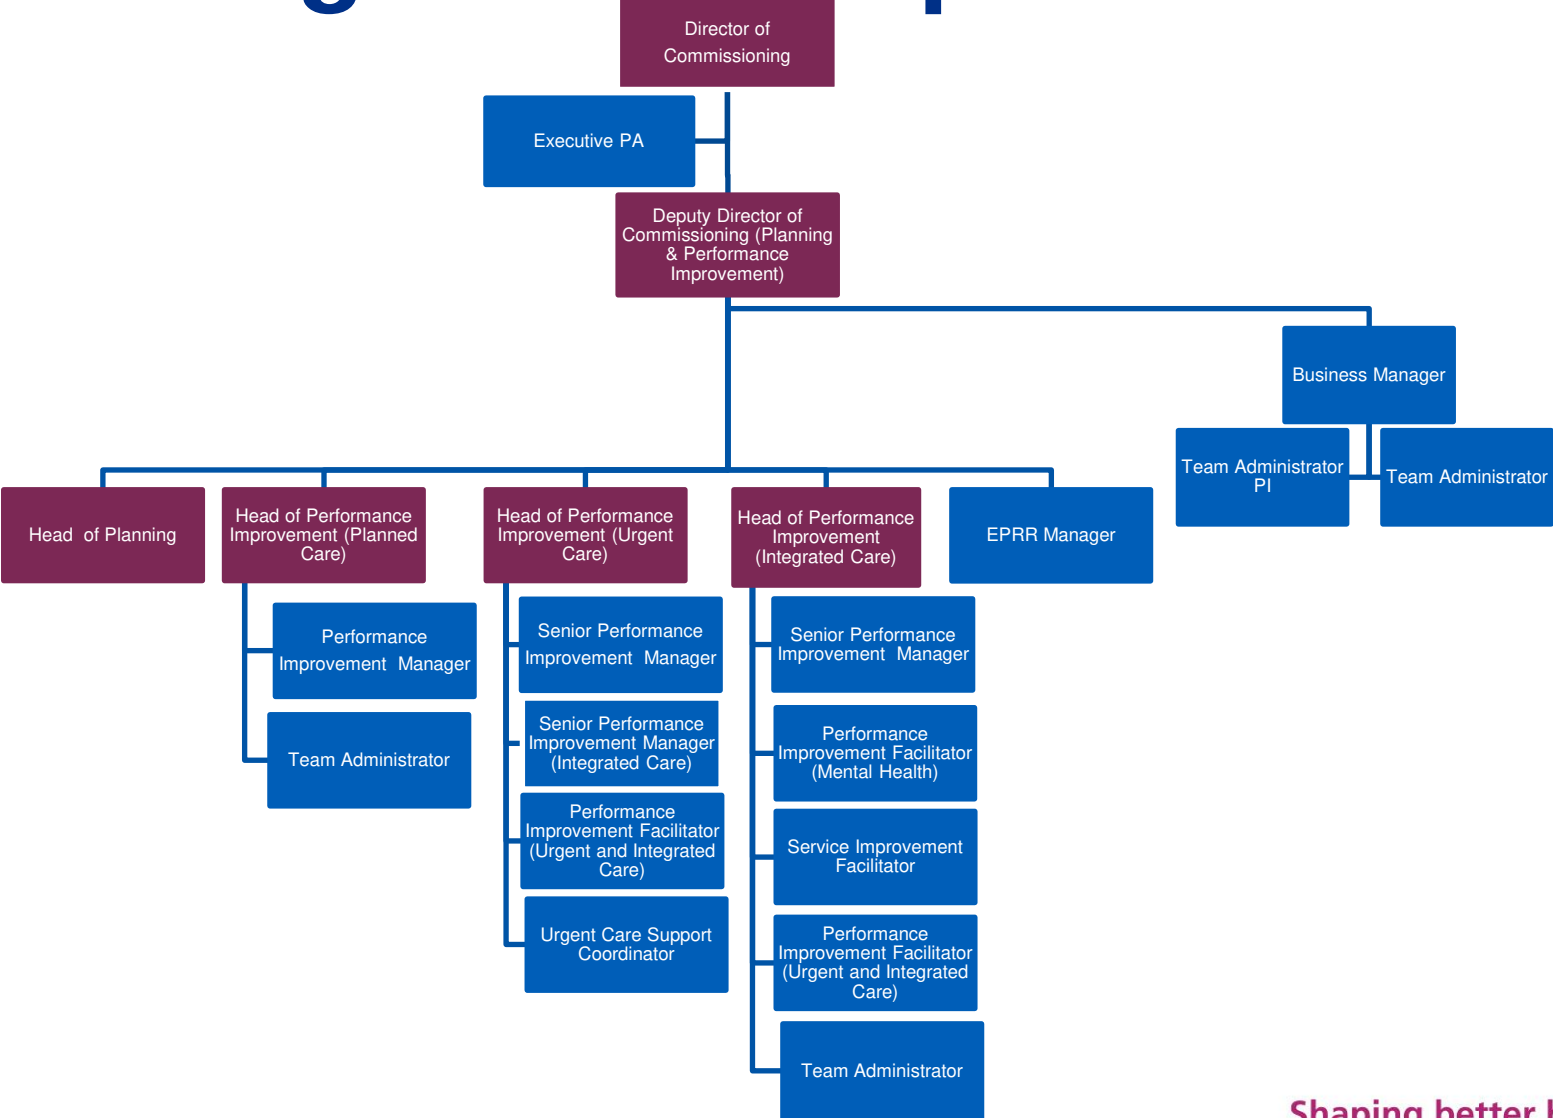 Director of
Commissioning
Executive PA
Deputy Director of
Commissioning (Planning
& Performance
Improvement)
Business Manager
Team Administrator
PI
Team Administrator
Head of Planning
Head of Performance
Improvement (Planned
Care)
Head of Performance
Improvement (Urgent
Care)
Head of Performance
Improvement
(Integrated Care)
EPRR Manager
Performance
Improvement Manager
Team Administrator
Senior Performance
Improvement Manager
Senior Performance
Improvement Manager
(Integrated Care)
Performance
Improvement Facilitator
(Urgent and Integrated
Care)
Urgent Care Support
Coordinator
Senior Performance
Improvement Manager
Performance
Improvement Facilitator
(Mental Health)
Service Improvement
Facilitator
Performance
Improvement Facilitator
(Urgent and Integrated
Care)
Team Administrator
Shaping better